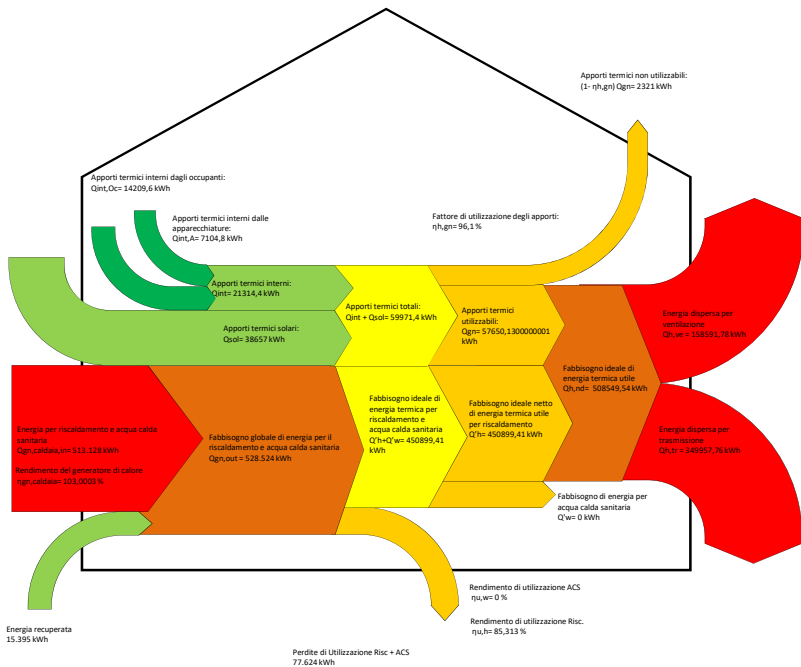 Apporti termici non utilizzabili:
(1- ηh,gn) Qgn= 2321 kWh
Apporti termici interni dagli occupanti:
Qint,Oc= 14209,6 kWh
Apporti termici interni dalle
apparecchiature:
Qint,A= 7104,8 kWh
Fattore di utilizzazione degli apporti:
ηh,gn= 96,1 %
Apporti termici interni:
Qint= 21314,4 kWh
Apporti termici totali:
Qint + Qsol= 59971,4 kWh
Apporti termici
utilizzabili:
Qgn= 57650,1300000001
kWh
Energia dispersa per
ventilazione
Qh,ve= 158591,78 kWh
Apporti termici solari:
Qsol= 38657 kWh
Fabbisogno ideale di
energia termica utile
Qh,nd= 508549,54 kWh
Fabbisogno ideale di
energia termica per
riscaldamento e
acqua calda sanitaria
Q'h+Q'w= 450899,41
kWh
Fabbisogno ideale netto
di energia termica utile
per riscaldamento
Q'h= 450899,41 kWh
Energia per riscaldamento e acqua calda
sanitaria
Qgn,caldaia,in= 513.128 kWh
Rendimento del generatore di calore
ηgn,caldaia= 103,0003 %
Fabbisogno globale di energia per il
riscaldamento e acqua calda sanitaria
Qgn,out = 528.524 kWh
Energia dispersa per
trasmissione
Qh,tr= 349957,76 kWh
Fabbisogno di energia per
acqua calda sanitaria
Q'w= 0 kWh
Rendimento di utilizzazione ACS
ηu,w= 0 %
Rendimento di utilizzazione Risc.
ηu,h= 85,313 %
Energia recuperata
15.395 kWh
Perdite di Utilizzazione Risc + ACS
77.624 kWh